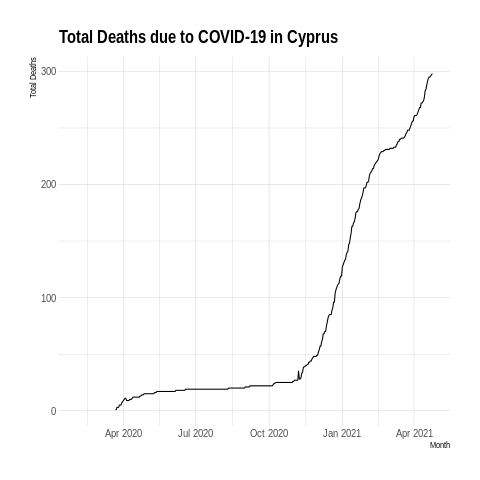 Total Deaths due to COVID-19 in Cyprus
Total Deaths
300
200
100
0
Apr 2020 Jul 2020 Oct 2020 Jan 2021 Apr 2021
Month